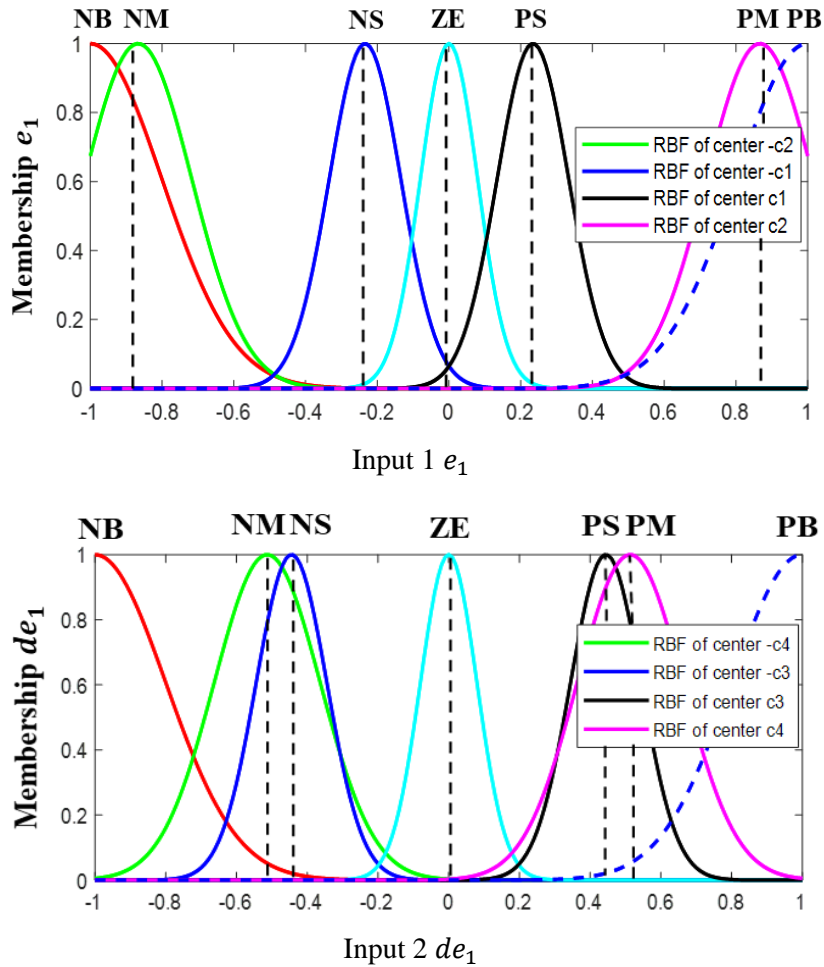 NB NM NS ZE PS PM PB
1
0.8
0.6
0.4
0.2
0
Membership e₁
RBF of center -c2
RBF of center -c1
RBF of center c1
RBF of center c2
-1 -0.8 -0.6 -0.4 -0.2 0 0.2 0.4 0.6 0.8 1
Input 1 e₁
NB NM NS ZE PS PM PB
1
0.8
0.6
0.4
0.2
0
Membership de₁
RBF of center -c4
RBF of center -c3
RBF of center c3
RBF of center c4
-1 -0.8 -0.6 -0.4 -0.2 0 0.2 0.4 0.6 0.8 1
Input 2 de₁